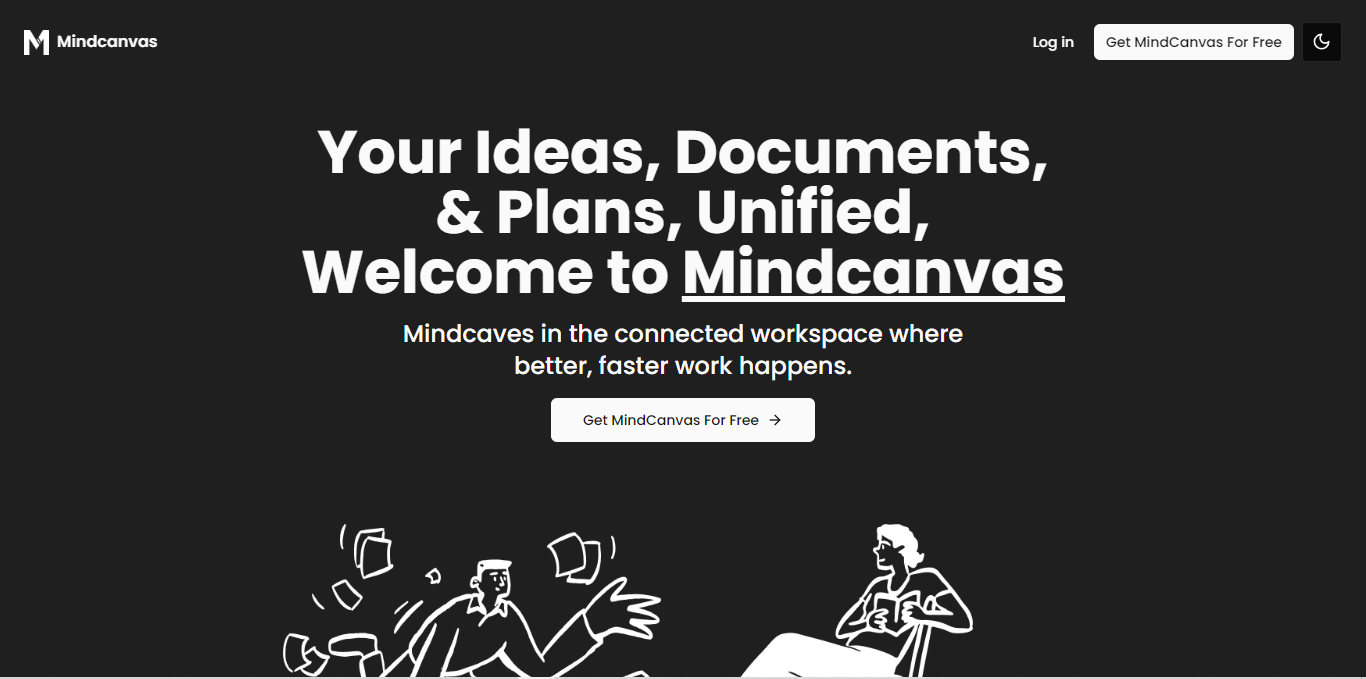 Mindcanvas
Log in
Get MindCanvas For Free
Your Ideas, Documents,
& Plans, Unified,
Welcome to Mindcanvas
Mindcaves in the connected workspace where
better, faster work happens.
Get MindCanvas For Free